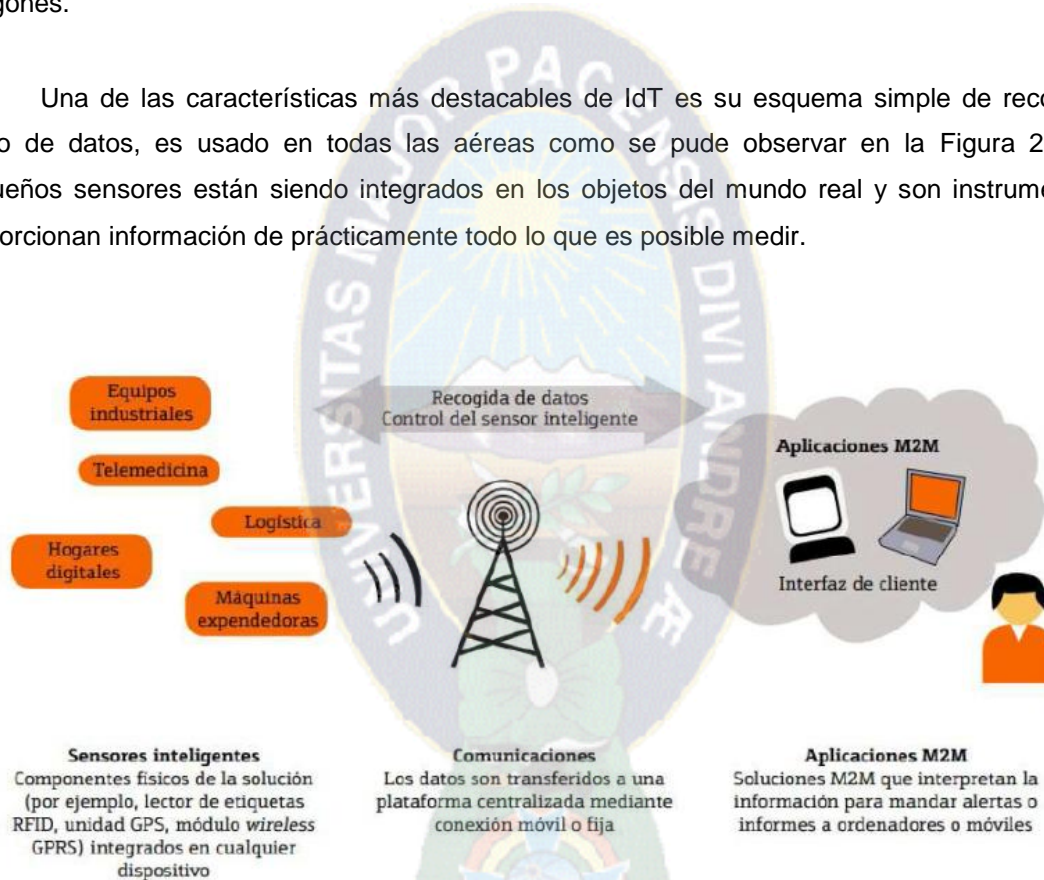 Una de las características más destacables de IdT es su esquema simple de
de datos, es usado en todas las aéreas como se pude observar en la Figura 2
sensores están siendo integrados en los objetos del mundo real y son
información de prácticamente todo lo que es posible medir.
UNIVERSITAS MAJOR PACENSIS DIVI ANDREÆ
Equipos
industriales
Telemedicina
Logística
Hogares
digitales
Máquinas
expendedoras
Recogida de datos
Control del sensor inteligente
Aplicaciones M2M
Interfaz de cliente
Sensores inteligentes
Componentes físicos de la solución
(por ejemplo, lector de etiquetas
RFID, unidad GPS, módulo wireless
GPRS) integrados en cualquier
dispositivo
Comunicaciones
Los datos son transferidos a una
plataforma centralizada mediante
conexión móvil o fija
Aplicaciones M2M
Soluciones M2M que interpretan la
información para mandar alertas o
informes a ordenadores o móviles